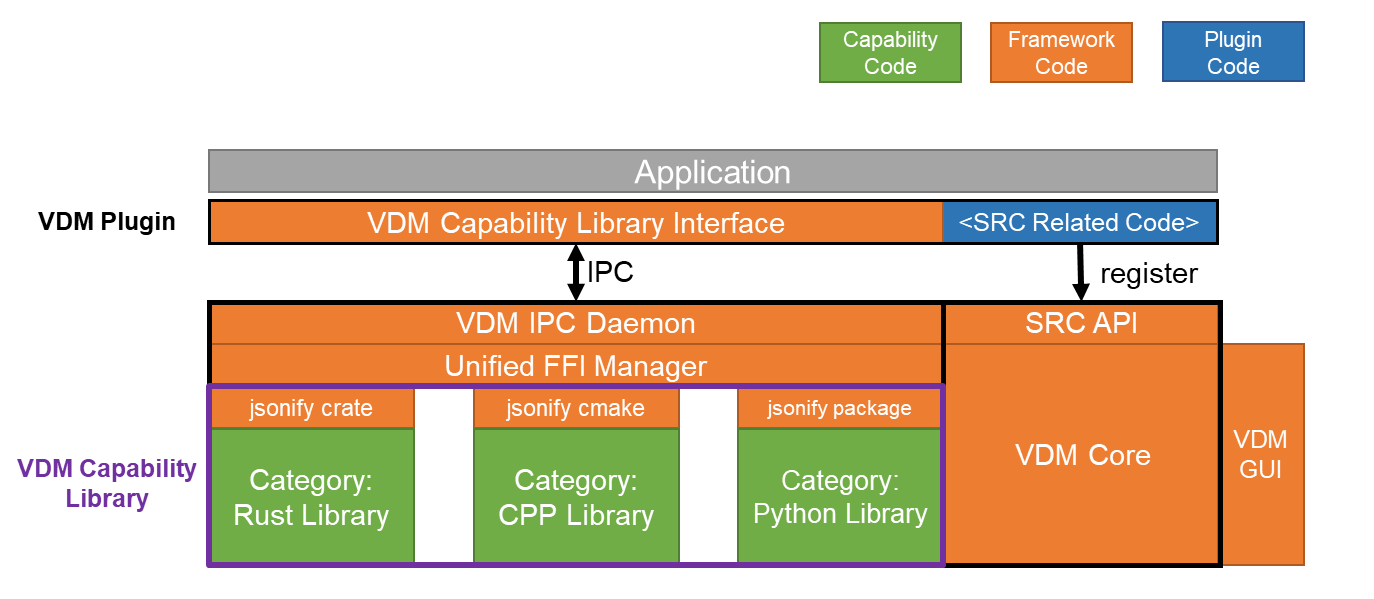 Capability
Code
Framework
Code
Plugin
Code
Application
VDM Plugin
VDM Capability Library Interface
<SRC Related Code>
IPC
register
VDM IPC Daemon
SRC API
Unified FFI Manager
jsonify crate
jsonify cmake
jsonify package
VDM Capability
Library
Category:
Rust Library
Category:
CPP Library
Category:
Python Library
VDM Core
VDM
GUI